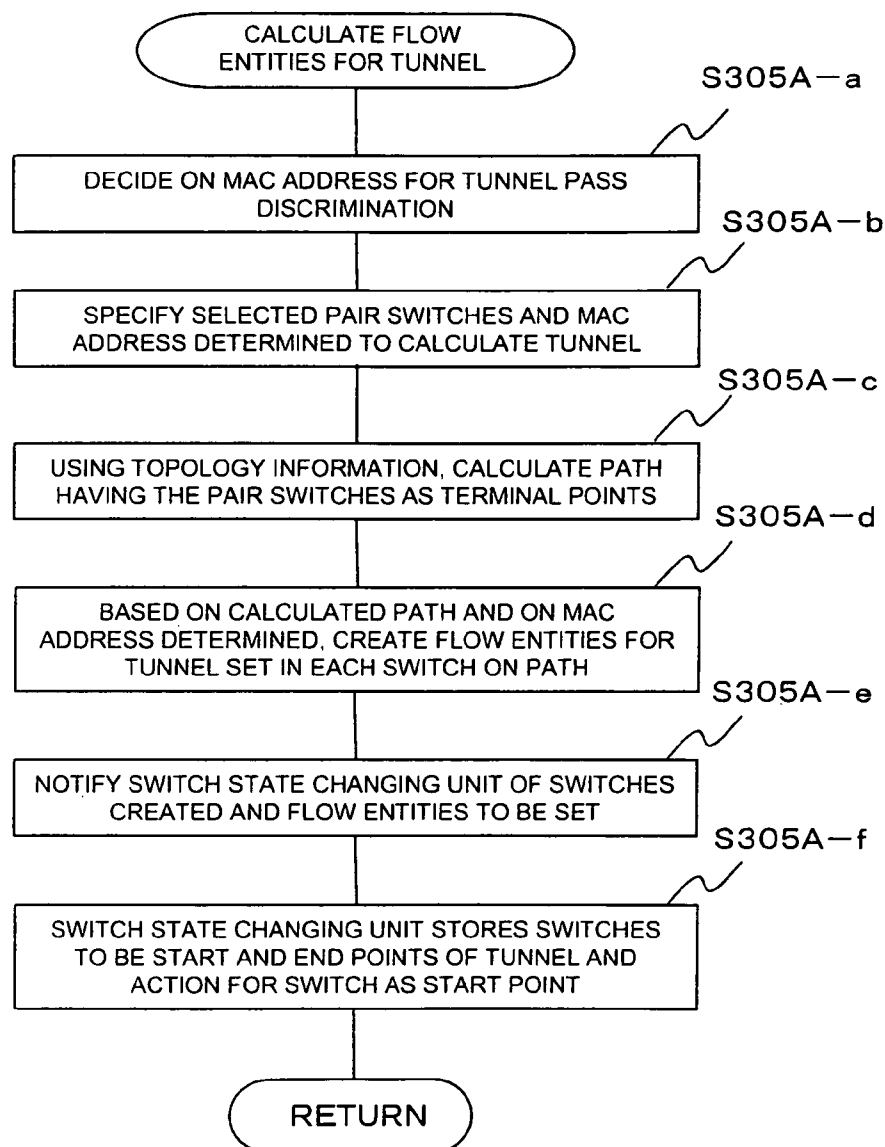 CALCULATE FLOW
ENTITIES FOR TUNNEL
S305A-a
DECIDE ON MAC ADDRESS FOR TUNNEL PASS
DISCRIMINATION
S305A-b
SPECIFY SELECTED PAIR SWITCHES AND MAC
ADDRESS DETERMINED TO CALCULATE TUNNEL
S305A-c
USING TOPOLOGY INFORMATION, CALCULATE PATH
HAVING THE PAIR SWITCHES AS TERMINAL POINTS
S305A-d
BASED ON CALCULATED PATH AND ON MAC
ADDRESS DETERMINED, CREATE FLOW ENTITIES FOR
TUNNEL SET IN EACH SWITCH ON PATH
S305A-e
NOTIFY SWITCH STATE CHANGING UNIT OF SWITCHES
CREATED AND FLOW ENTITIES TO BE SET
S305A-f
SWITCH STATE CHANGING UNIT STORES SWITCHES
TO BE START AND END POINTS OF TUNNEL AND
ACTION FOR SWITCH AS START POINT
RETURN